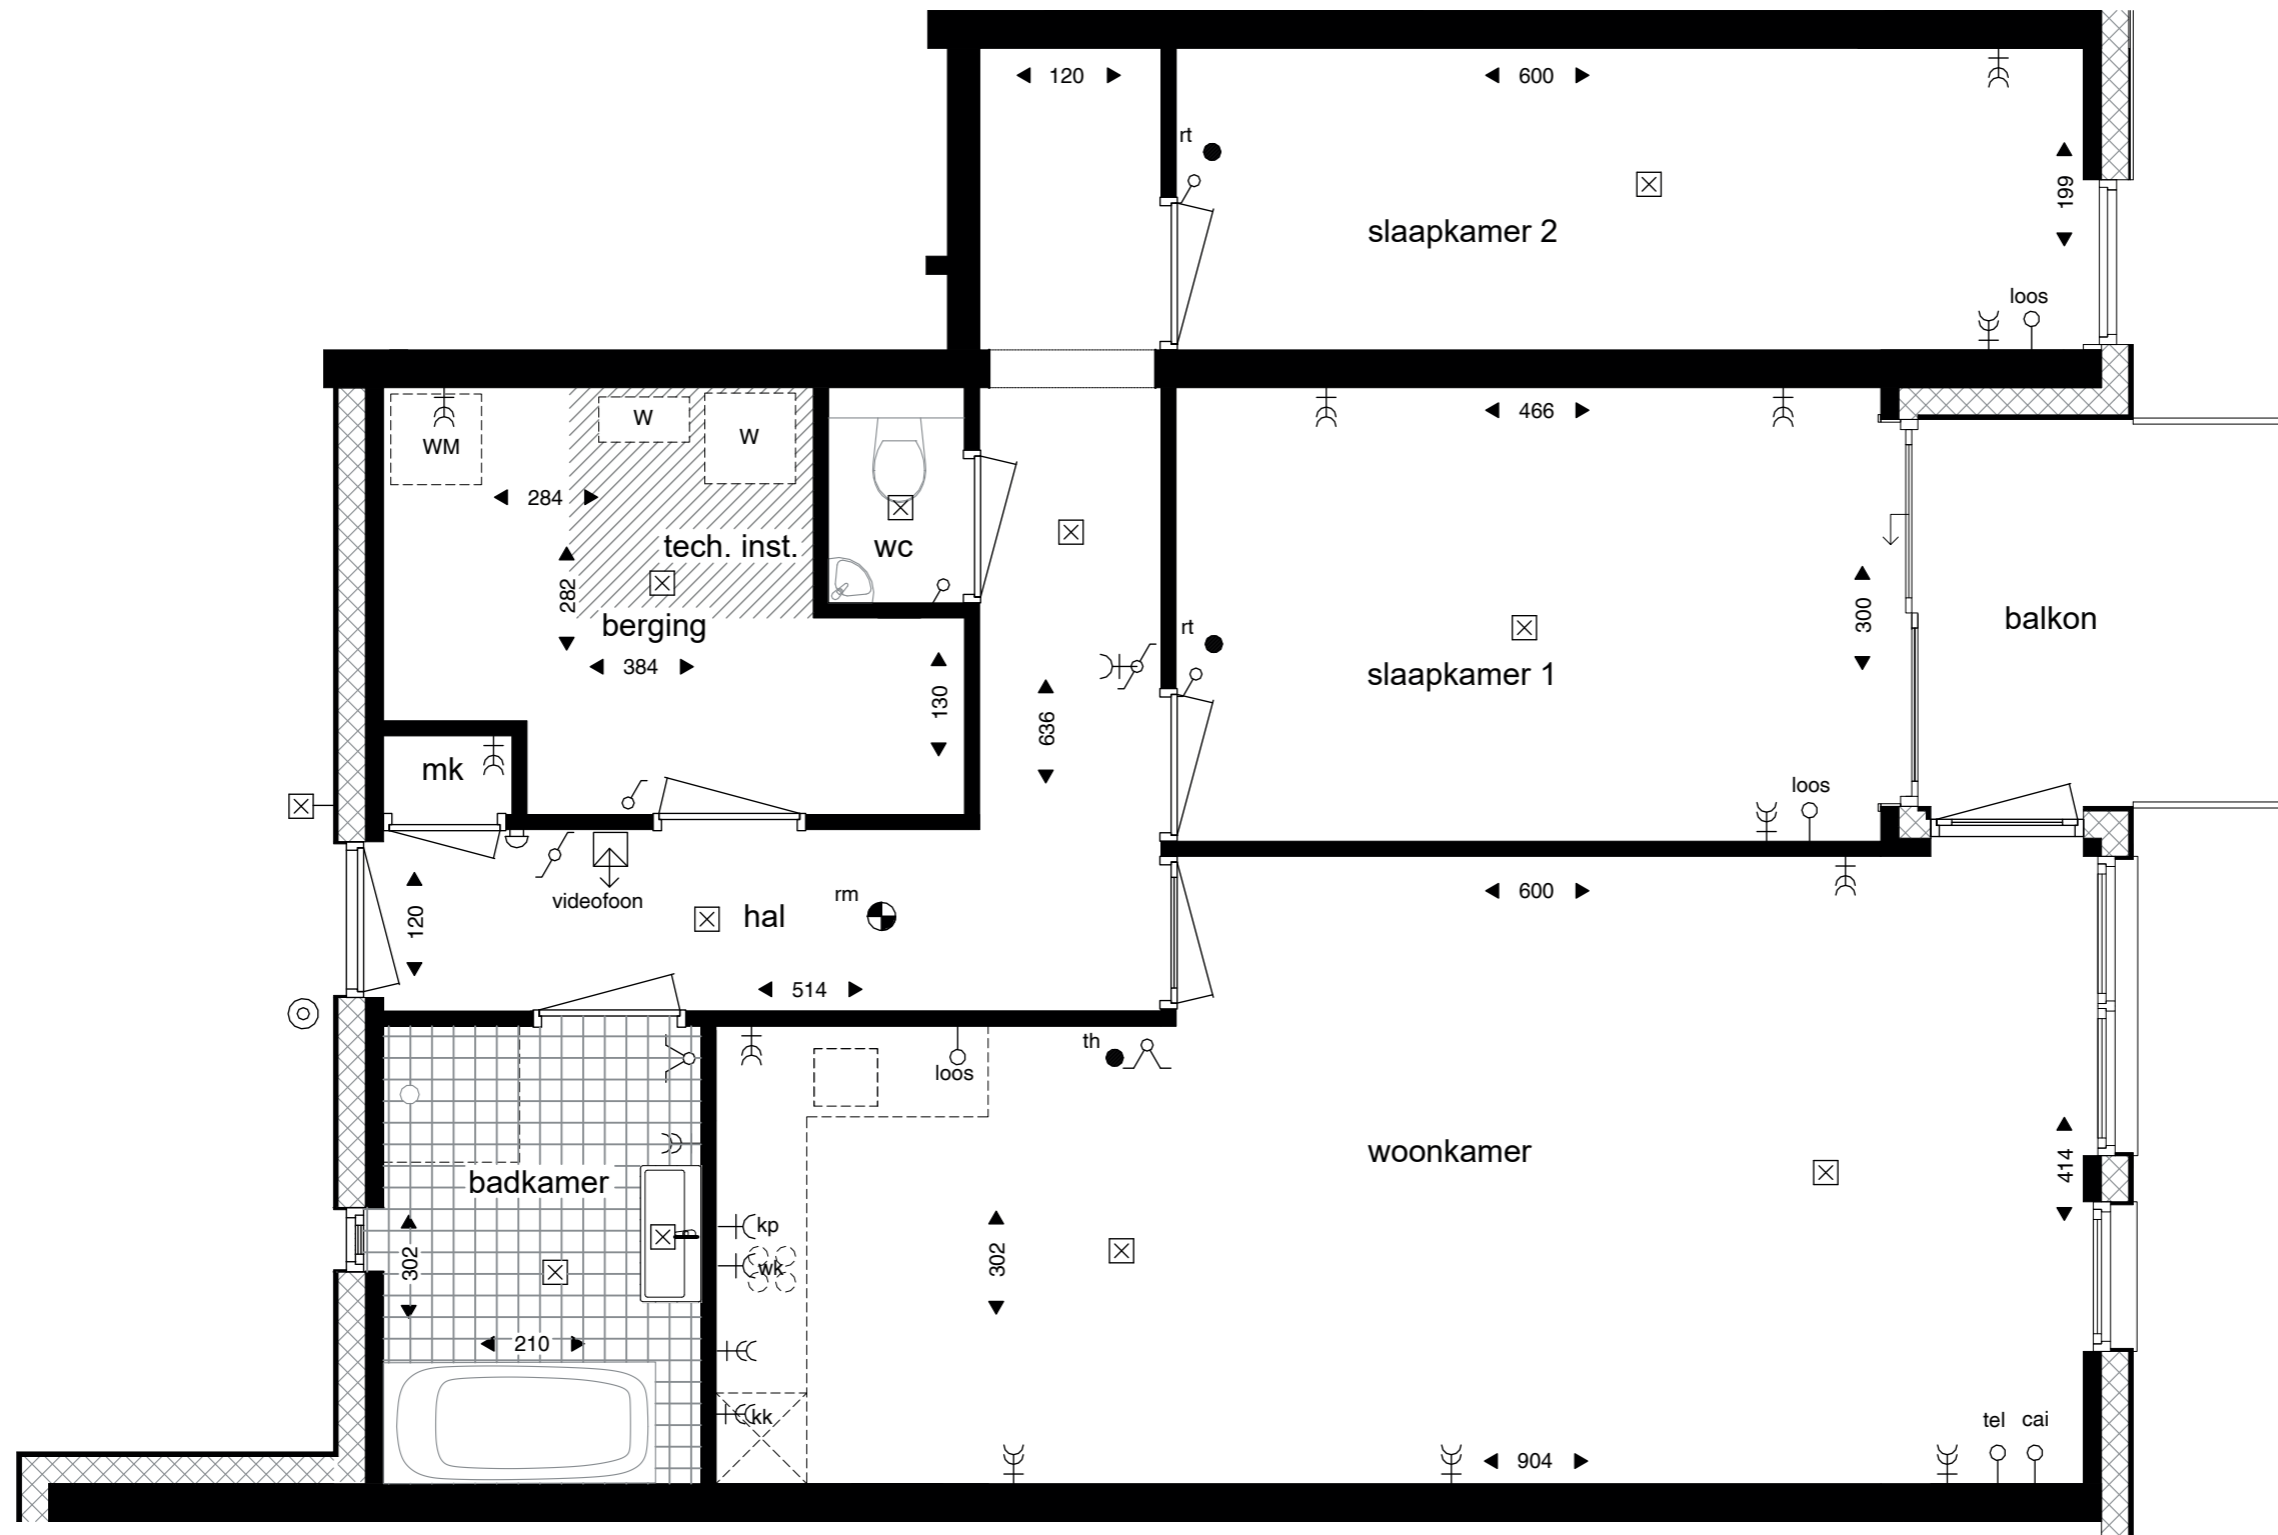 120
600
rt
199
slaapkamer 2
loos
W
W
WM
466
284
tech. inst.
wc
282
300
berging
rt
balkon
384
slaapkamer 1
130
636
mk
loos
videofoon
rm
hal
120
600
514
th
loos
woonkamer
414
badkamer
kp
302
wk
302
210
kk
tel
cai
904